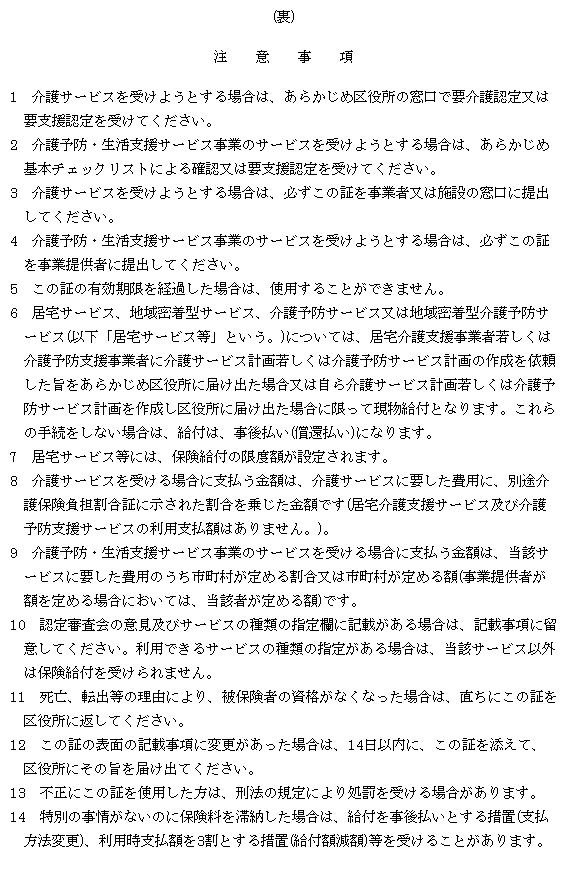 (裏)
注　意　事　項
1　介護サービスを受けようとする場合は、あらかじめ区役所の窓口で要介護認定又は
要支援認定を受けてください。
2　介護予防・生活支援サービス事業のサービスを受けようとする場合は、あらかじめ
基本チェックリストによる確認又は要支援認定を受けてください。
3　介護サービスを受けようとする場合は、必ずこの証を事業者又は施設の窓口に提出
してください。
4　介護予防・生活支援サービス事業のサービスを受けようとする場合は、必ずこの証
を事業提供者に提出してください。
5　この証の有効期限を経過した場合は、使用することができません。
6　居宅サービス、地域密着型サービス、介護予防サービス又は地域密着型介護予防サ
ービス(以下「居宅サービス等」という。)については、居宅介護支援事業者若しくは
介護予防支援事業者に介護サービス計画若しくは介護予防サービス計画の作成を依頼
した旨をあらかじめ区役所に届け出た場合又は自ら介護サービス計画若しくは介護予
防サービス計画を作成し区役所に届け出た場合に限って現物給付となります。これら
の手続をしない場合は、給付は、事後払い(償還払い)になります。
7　居宅サービス等には、保険給付の限度額が設定されます。
8　介護サービスを受ける場合に支払う金額は、介護サービスに要した費用に、別途介
護保険負担割合証に示された割合を乗じた金額です(居宅介護支援サービス及び介護
予防支援サービスの利用支払額はありません。)。
9　介護予防・生活支援サービス事業のサービスを受ける場合に支払う金額は、当該サ
ービスに要した費用のうち市町村が定める割合又は市町村が定める額(事業提供者が
額を定める場合においては、当該者が定める額)です。
10　認定審査会の意見及びサービスの種類の指定欄に記載がある場合は、記載事項に留
意してください。利用できるサービスの種類の指定がある場合は、当該サービス以外
は保険給付を受けられません。
11　死亡、転出等の理由により、被保険者の資格がなくなった場合は、直ちにこの証を
区役所に返してください。
12　この証の表面の記載事項に変更があった場合は、14日以内に、この証を添えて、
区役所にその旨を届け出てください。
13　不正にこの証を使用した方は、刑法の規定により処罰を受ける場合があります。
14　特別の事情がないのに保険料を滞納した場合は、給付を事後払いとする措置(支払
方法変更)、利用時支払額を3割とする措置(給付額減額)等を受けることがあります。